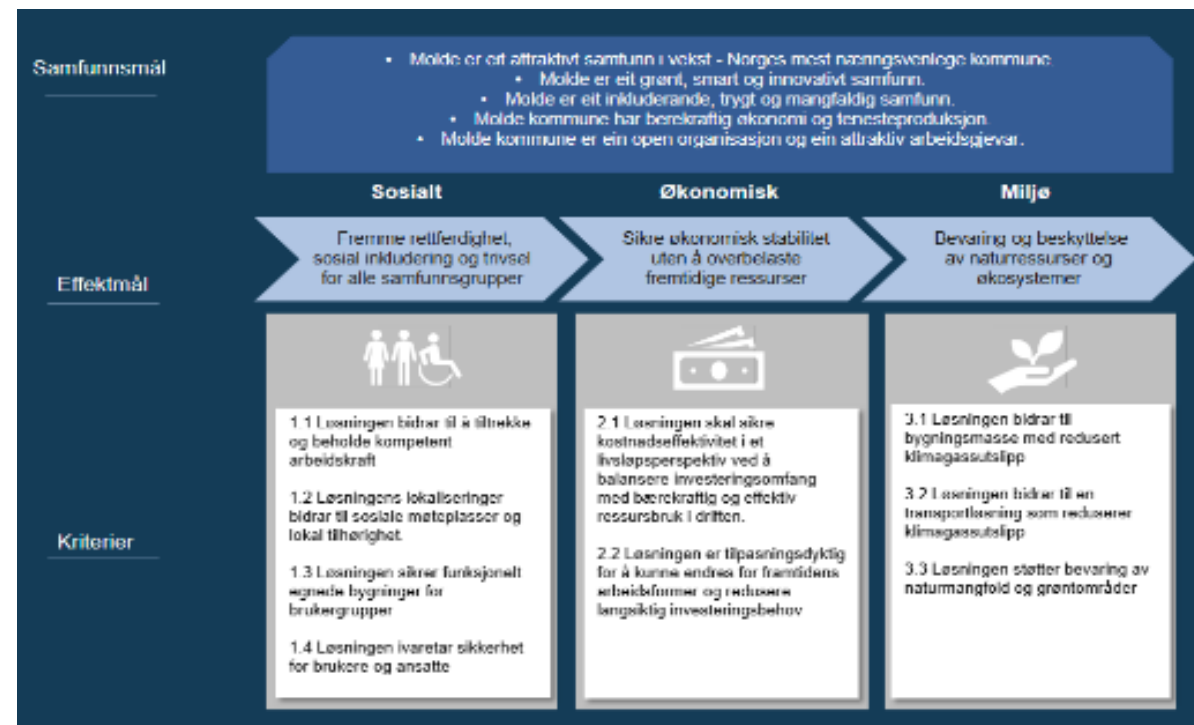 Samfunnsmål
• Molde er eit attraktivt samfunn i vekst - Norges mest næringsvenlege kommune.
• Molde er eit grønt, smart og innovativt samfunn.
• Molde er eit inkluderande, trygt og mangfaldig samfunn.
• Molde kommune har berekraftig økonomi og tenesteproduksjon.
• Molde kommune er ein open organisasjon og ein attraktiv arbeidsgjevar.
Sosialt
Økonomisk
Miljø
Effektmål
Fremme rettferdighet,
sosial inkludering og trivsel
for alle samfunnsgrupper
Sikre økonomisk stabilitet
uten å overbelaste
fremtidige ressurser
Bevaring og beskyttelse
av naturressurser og
økosystemer
Kriterier
1.1 Løsningen bidrar til å tiltrekke
og beholde kompetent
arbeidskraft
1.2 Løsningens lokaliseringer
bidrar til sosiale møteplasser og
lokal tilhørighet.
1.3 Løsningen sikrer funksjonelt
egnede bygninger for
brukergrupper
1.4 Løsningen ivaretar sikkerhet
for brukere og ansatte
2.1 Løsningen skal sikre
kostnadseffektivitet i et
livsløpsperspektiv ved å
balansere investeringsomfang
med bærekraftig og effektiv
ressursbruk i driften.
2.2 Løsningen er tilpasningsdyktig
for å kunne endres for framtidens
arbeidsformer og redusere
langsiktig investeringsbehov
3.1 Løsningen bidrar til
bygningsmasse med redusert
klimagassutslipp
3.2 Løsningen bidrar til en
transportløsning som reduserer
klimagassutslipp
3.3 Løsningen støtter bevaring av
naturmangfold og grøntområder